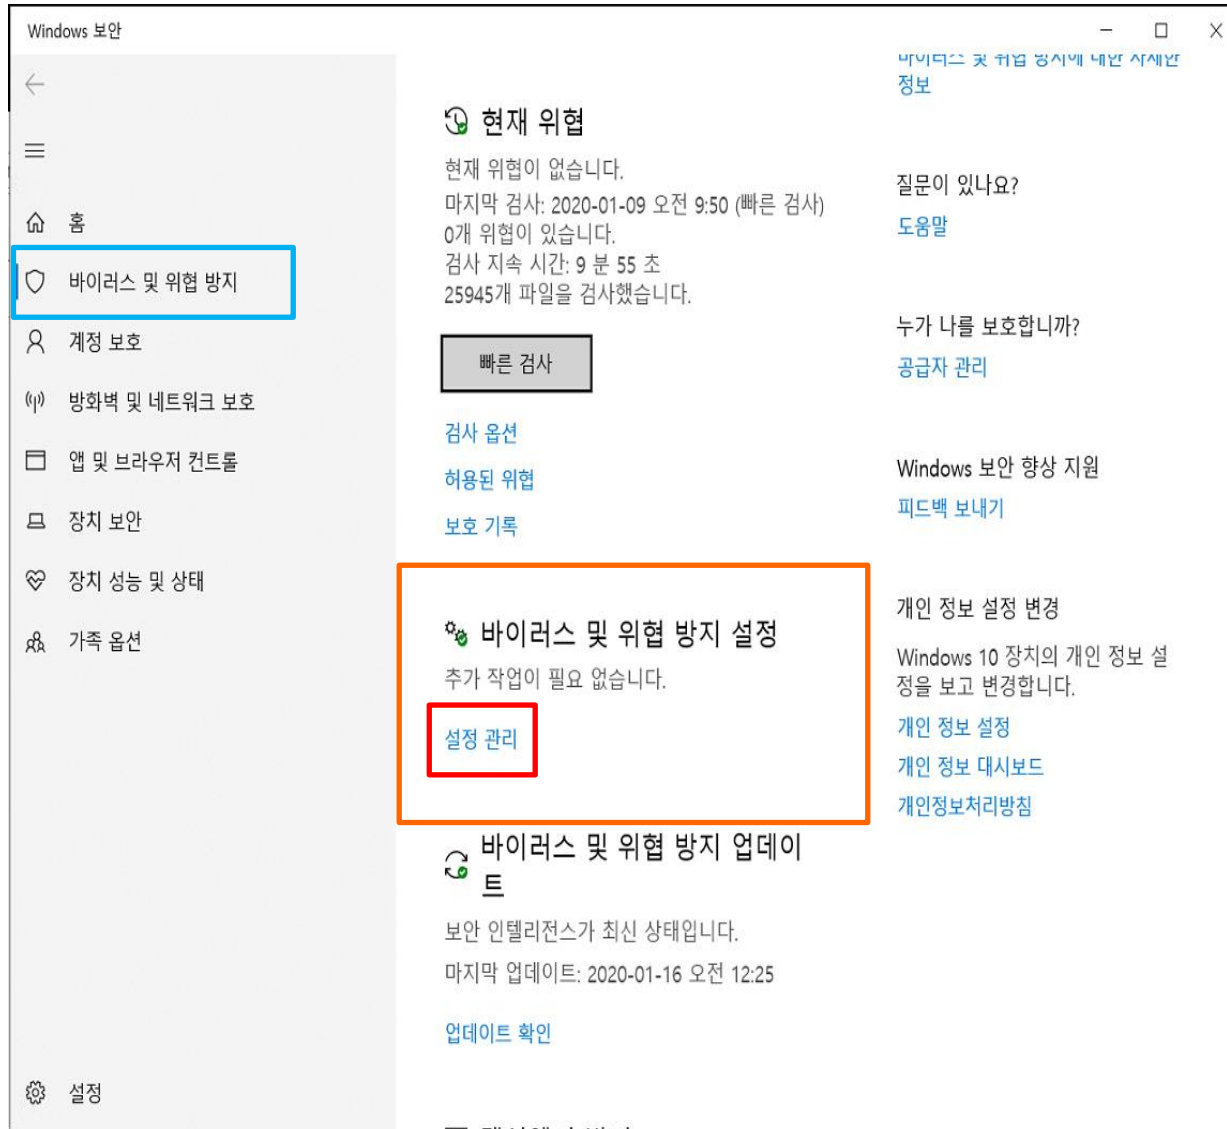 Windows 보안
홈
바이러스 및 위협 방지
계정 보호
방화벽 및 네트워크 보호
앱 및 브라우저 컨트롤
장치 보안
장치 성능 및 상태
가족 옵션
설정
현재 위협
현재 위협이 없습니다.
마지막 검사: 2020-01-09 오전 9:50 (빠른 검사)
0개 위협이 있습니다.
검사 지속 시간: 9 분 55 초
25945개 파일을 검사했습니다.
빠른 검사
검사 옵션
허용된 위협
보호 기록
바이러스 및 위협 방지 설정
추가 작업이 필요 없습니다.
설정 관리
바이러스 및 위협 방지 업데이
트
보안 인텔리전스가 최신 상태입니다.
마지막 업데이트: 2020-01-16 오전 12:25
업데이트 확인
바이러스 및 위협 방지에 대한 자세한
정보
질문이 있나요?
도움말
누가 나를 보호합니까?
공급자 관리
Windows 보안 향상 지원
피드백 보내기
개인 정보 설정 변경
Windows 10 장치의 개인 정보 설
정을 보고 변경합니다.
개인 정보 설정
개인 정보 대시보드
개인정보처리방침